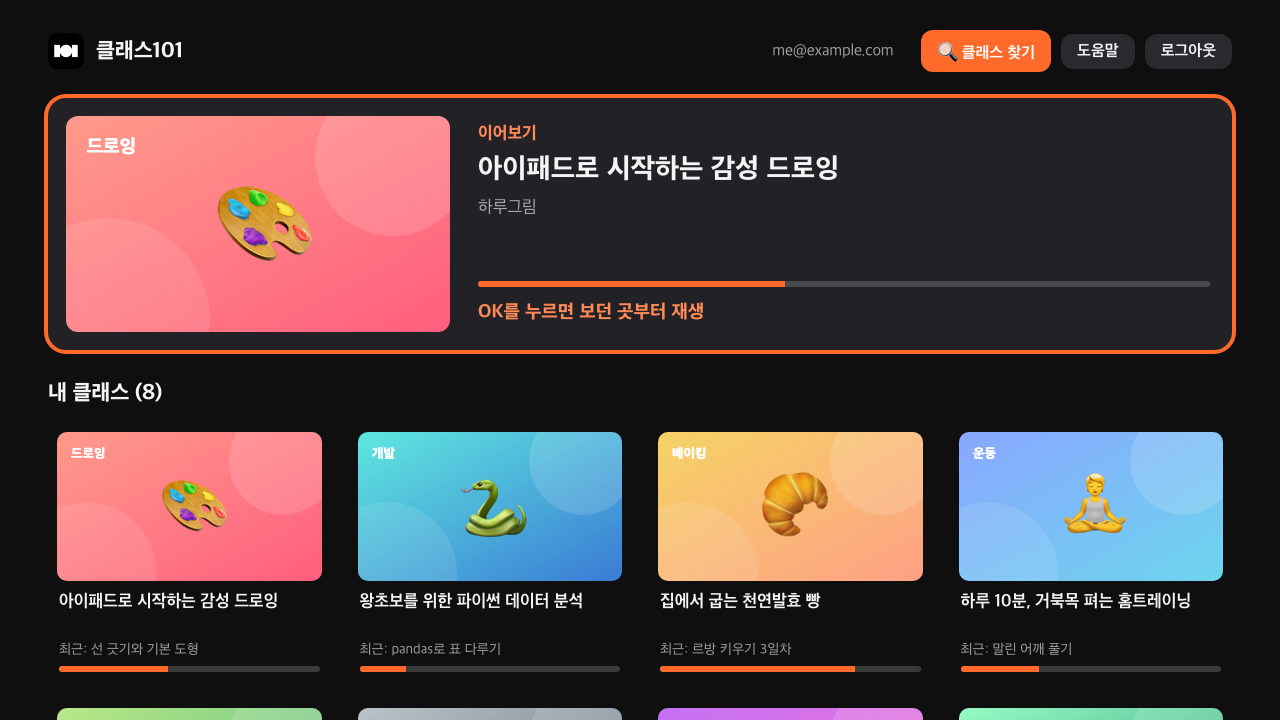 클래스101
me@example.com
클래스 찾기
도움말
로그아웃
드로잉
이어보기
아이패드로 시작하는 감성 드로잉
하루그림
OK를 누르면 보던 곳부터 재생
내 클래스 (8)
드로잉
개발
베이킹
운동
아이패드로 시작하는 감성 드로잉
왕초보를 위한 파이썬 데이터 분석
집에서 굽는 천연발효 빵
하루 10분, 거북목 펴는 홈트레이닝
최근: 선 긋기와 기본 도형
최근: pandas로 표 다루기
최근: 르방 키우기 3일차
최근: 말린 어깨 풀기